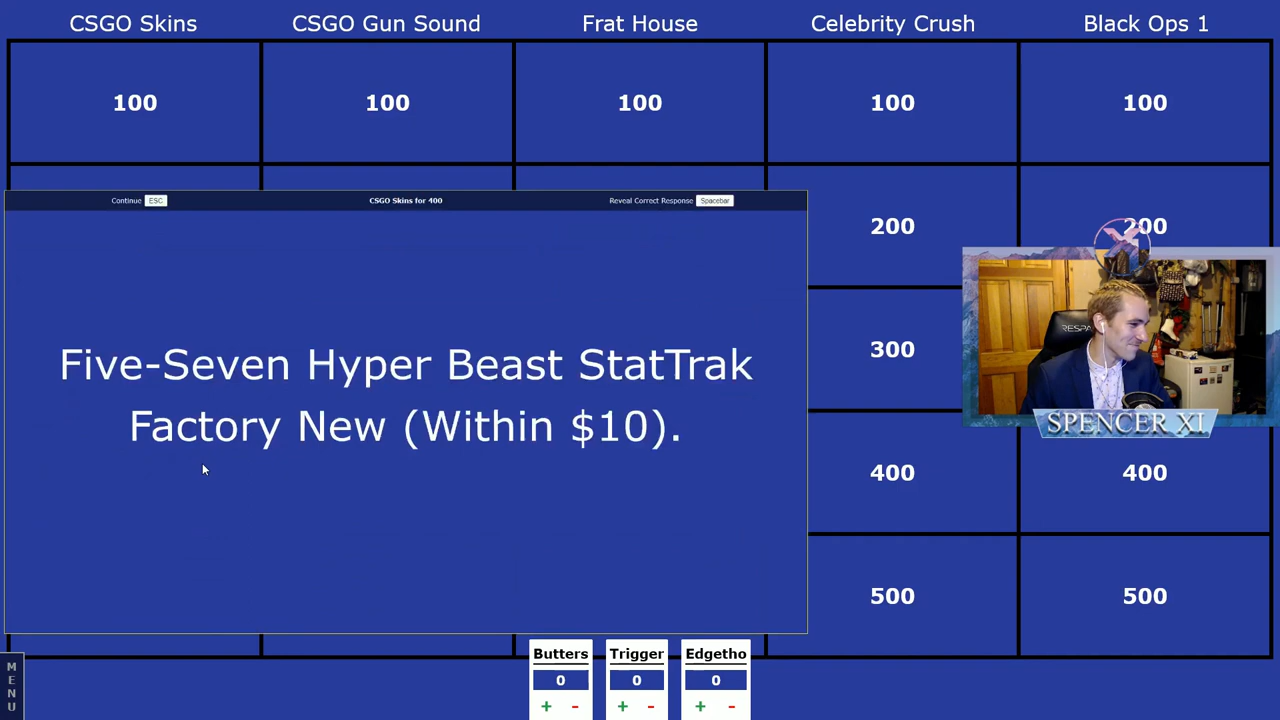 CSGO Skins
CSGO Gun Sound
Frat House
Celebrity Crush
Black Ops 1
100
100
100
100
100
200
200
Continue ESC
CSGO Skins for 400
Reveal Correct Response Spacebar
Five-Seven Hyper Beast StatTrak
Factory New (Within $10).
300
400
400
500
500
RESPA
SPENCER XI
Butters
Trigger
Edgetho
0
0
0
+ -
+ -
+ -
MENU